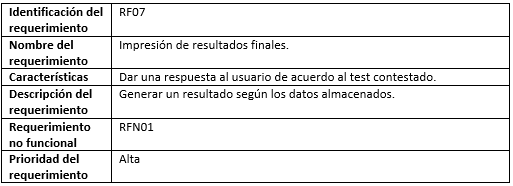 Identificación del RF07
requerimiento
Nombre del Impresión de resultados finales.
requerimiento
Características Dar una respuesta al usuario de acuerdo al test contestado.
Descripción del Generar un resultado según los datos almacenados.
requerimiento
Requerimiento RFN01
no funcional
Prioridad del Alta
requerimiento